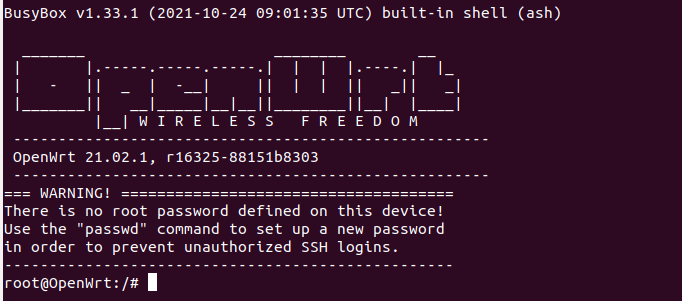 BusyBox v1.33.1 (2021-10-24 09:01:35 UTC) built-in shell (ash)
OpenWrt
W I R E L E S S   F R E E D O M
-----------------------------------------------------
OpenWrt 21.02.1, r16325-88151b8303
-----------------------------------------------------
=== WARNING! =====================================
There is no root password defined on this device!
Use the "passwd" command to set up a new password
in order to prevent unauthorized SSH logins.
--------------------------------------------------
root@OpenWrt:/#